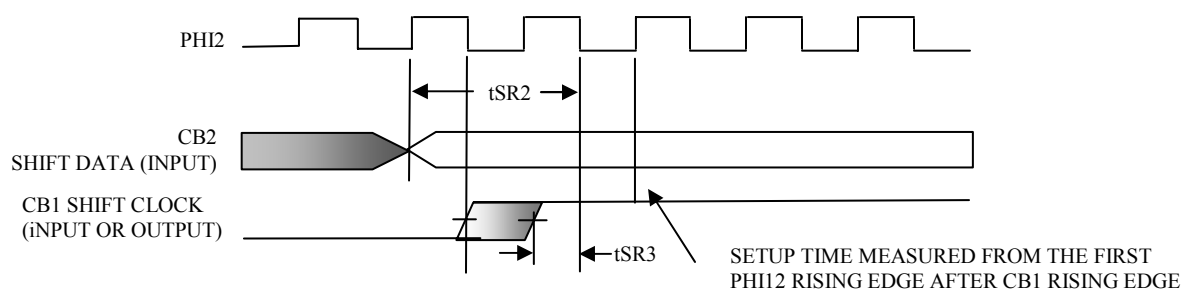 PHI2
tSR2
CB2
SHIFT DATA (INPUT)
CB1 SHIFT CLOCK
(iNPUT OR OUTPUT)
tSR3
SETUP TIME MEASURED FROM THE FIRST
PHI12 RISING EDGE AFTER CB1 RISING EDGE